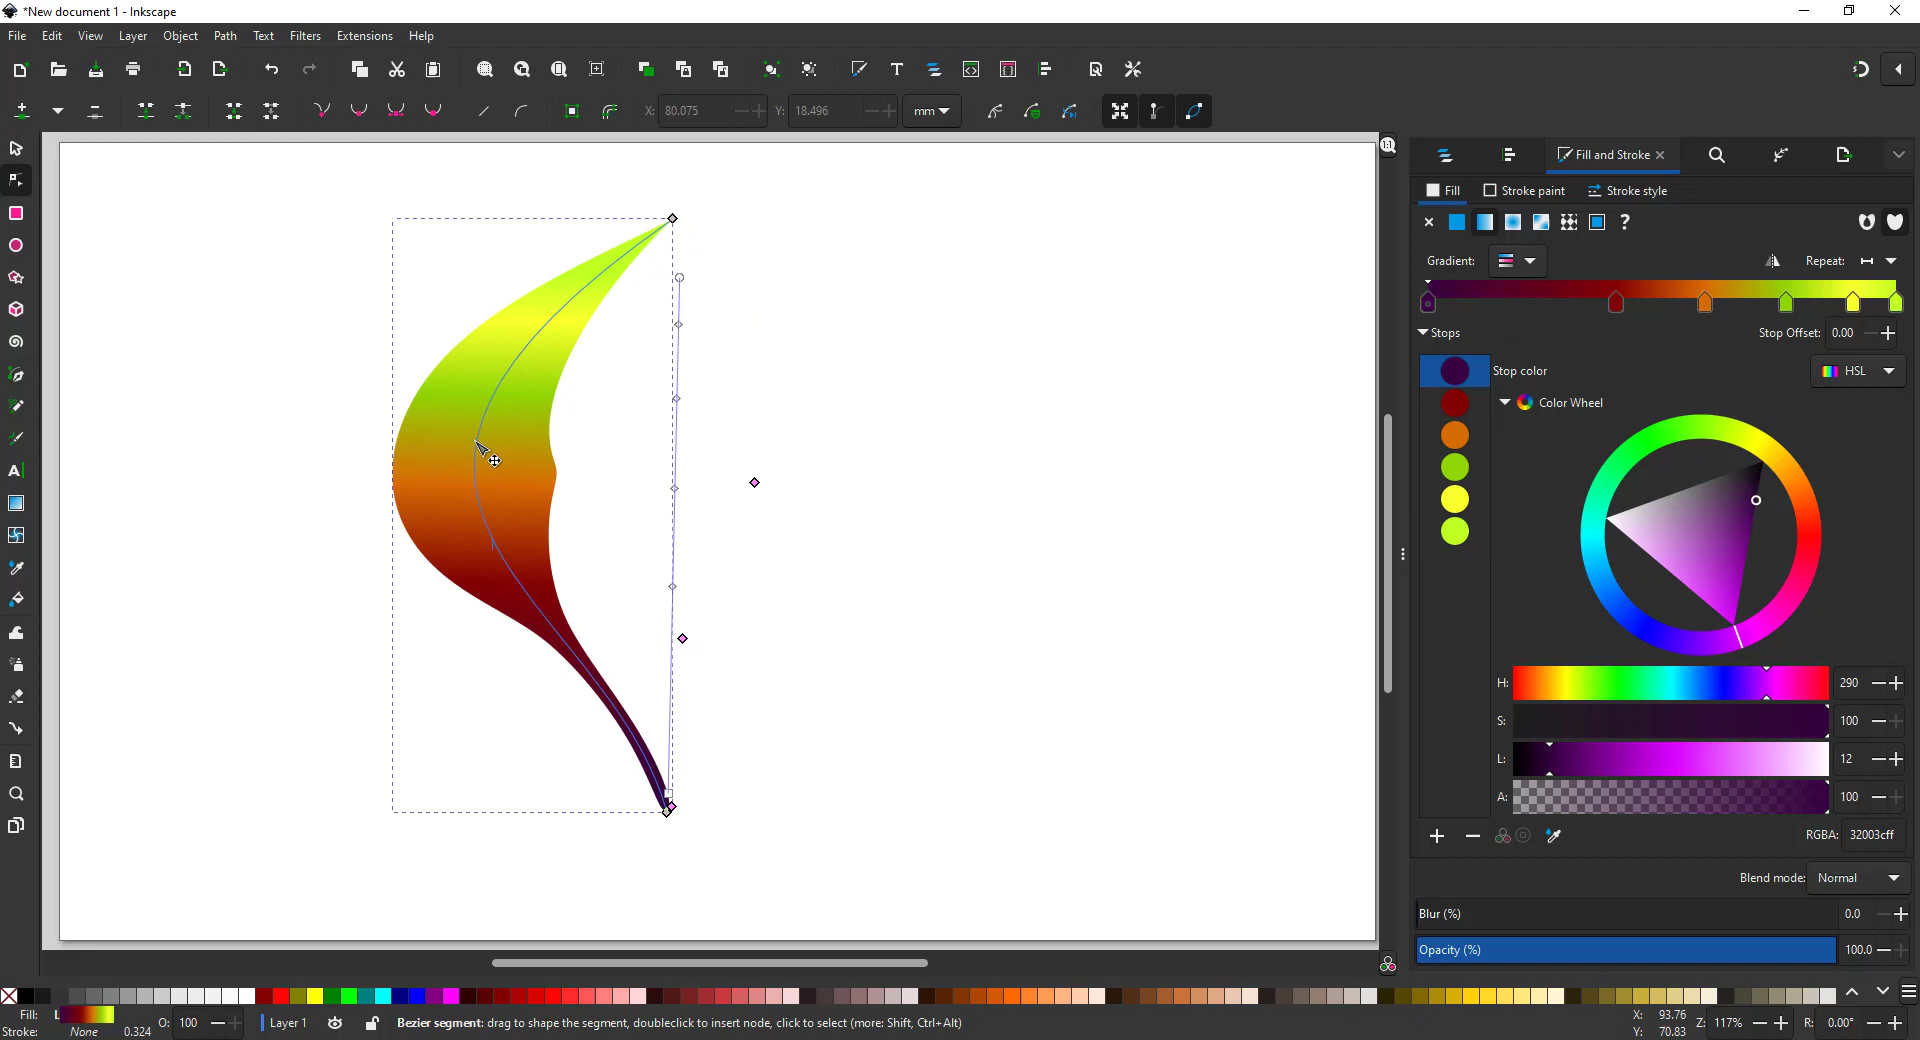 *New document 1 - Inkscape
File Edit View Layer Object Path Text Filters Extensions Help
X: 80.075 Y: 18.496 mm
Fill and Stroke
Fill Stroke paint Stroke style
?
Gradient: Repeat:
Stops Stop Offset: 0.00
Stop color HSL
Color Wheel
H: 290
S: 100
L: 12
A: 100
RGBA: 32003cff
Blend mode: Normal
Blur (%) 0.0
Opacity (%) 100.0
Fill: L O: 100 Layer 1 Bezier segment: drag to shape the segment, doubleclick to insert node, click to select (more: Shift, Ctrl+Alt) X: 93.76 Z: 117% R: 0.00°
Stroke: None 0.324 Y: 70.83